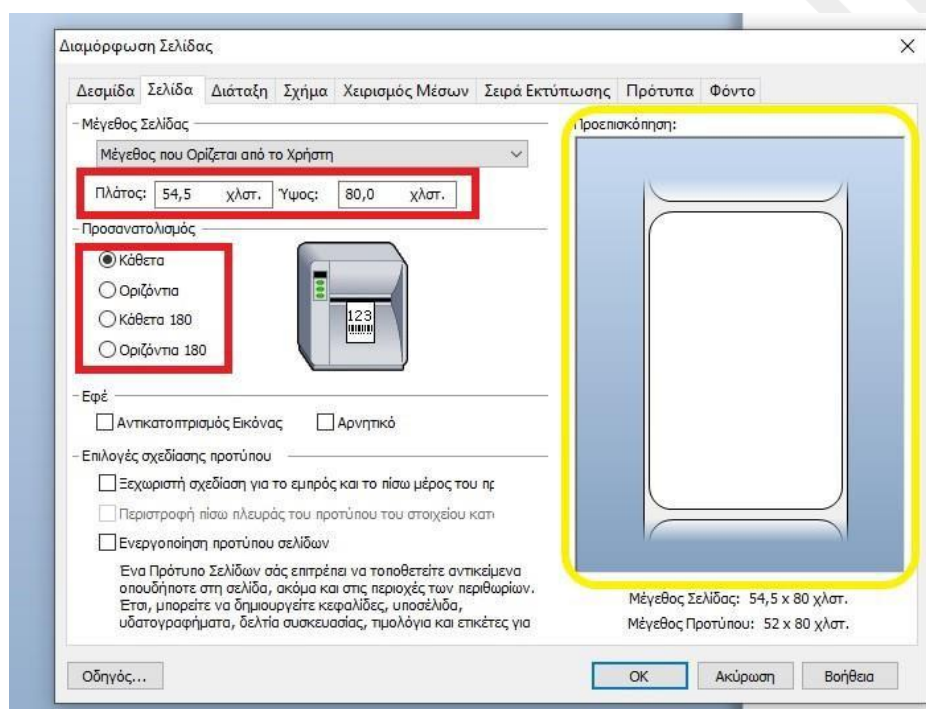 Διαμόρφωση Σελίδας
Δεσμίδα Σελίδα Διάταξη Σχήμα Χειρισμός Μέσων Σειρά Εκτύπωσης Πρότυπα Φόντο
Μέγεθος Σελίδας
Μέγεθος που Ορίζεται από το Χρήστη
Πλάτος: 54,5 χλστ. Ύψος: 80,0 χλστ.
Προσανατολισμός
Κάθετα
Οριζόντια
Κάθετα 180
Οριζόντια 180
123
Εφέ
Αντικατοπτρισμός Εικόνας Αρνητικό
Επιλογές σχεδίασης προτύπου
Ξεχωριστή σχεδίαση για το εμπρός και το πίσω μέρος του πρ
Περιστροφή πίσω πλευράς του προτύπου του στοιχείου κατα
Ενεργοποίηση προτύπου σελίδων
Ένα Πρότυπο Σελίδων σάς επιτρέπει να τοποθετείτε αντικείμενα
οπουδήποτε στη σελίδα, ακόμα και στις περιοχές των περιθωρίων.
Έτσι, μπορείτε να δημιουργείτε κεφαλίδες, υποσέλιδα,
υδατογραφήματα, δελτία συσκευασίας, τιμολόγια και ετικέτες για
Προεπισκόπηση:
Μέγεθος Σελίδας: 54,5 x 80 χλστ.
Μέγεθος Προτύπου: 52 x 80 χλστ.
Οδηγός... OK Ακύρωση Βοήθεια